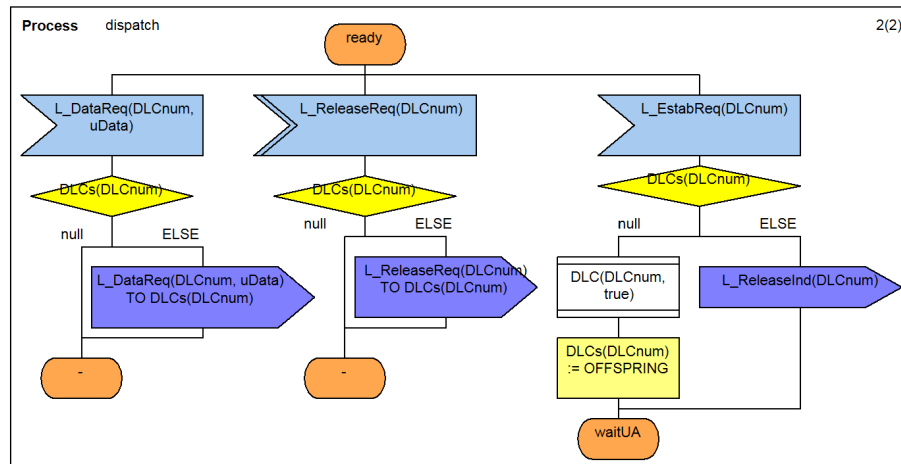 Process dispatch 2(2)
ready
L_DataReq(DLCnum,
uData)
L_ReleaseReq(DLCnum)
L_EstabReq(DLCnum)
DLCs(DLCnum)
DLCs(DLCnum)
DLCs(DLCnum)
null
ELSE
null
ELSE
null
ELSE
L_DataReq(DLCnum, uData)
TO DLCs(DLCnum)
L_ReleaseReq(DLCnum)
TO DLCs(DLCnum)
DLC(DLCnum,
true)
L_ReleaseInd(DLCnum)
DLCs(DLCnum)
:= OFFSPRING
-
-
waitUA